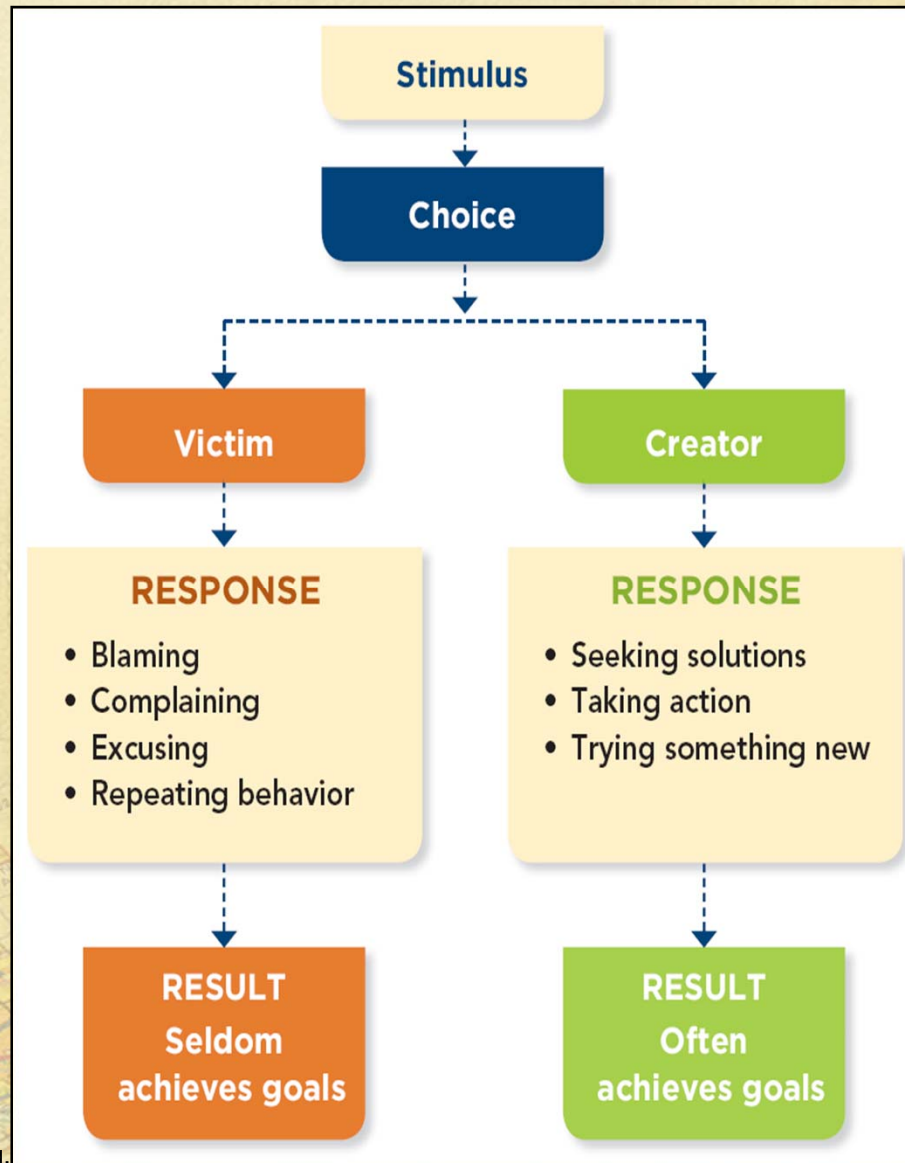 Stimulus
Choice
Victim
RESPONSE
• Blaming
• Complaining
• Excusing
• Repeating behavior
RESULT
Seldom
achieves goals
Creator
RESPONSE
• Seeking solutions
• Taking action
• Trying something new
RESULT
Often
achieves goals